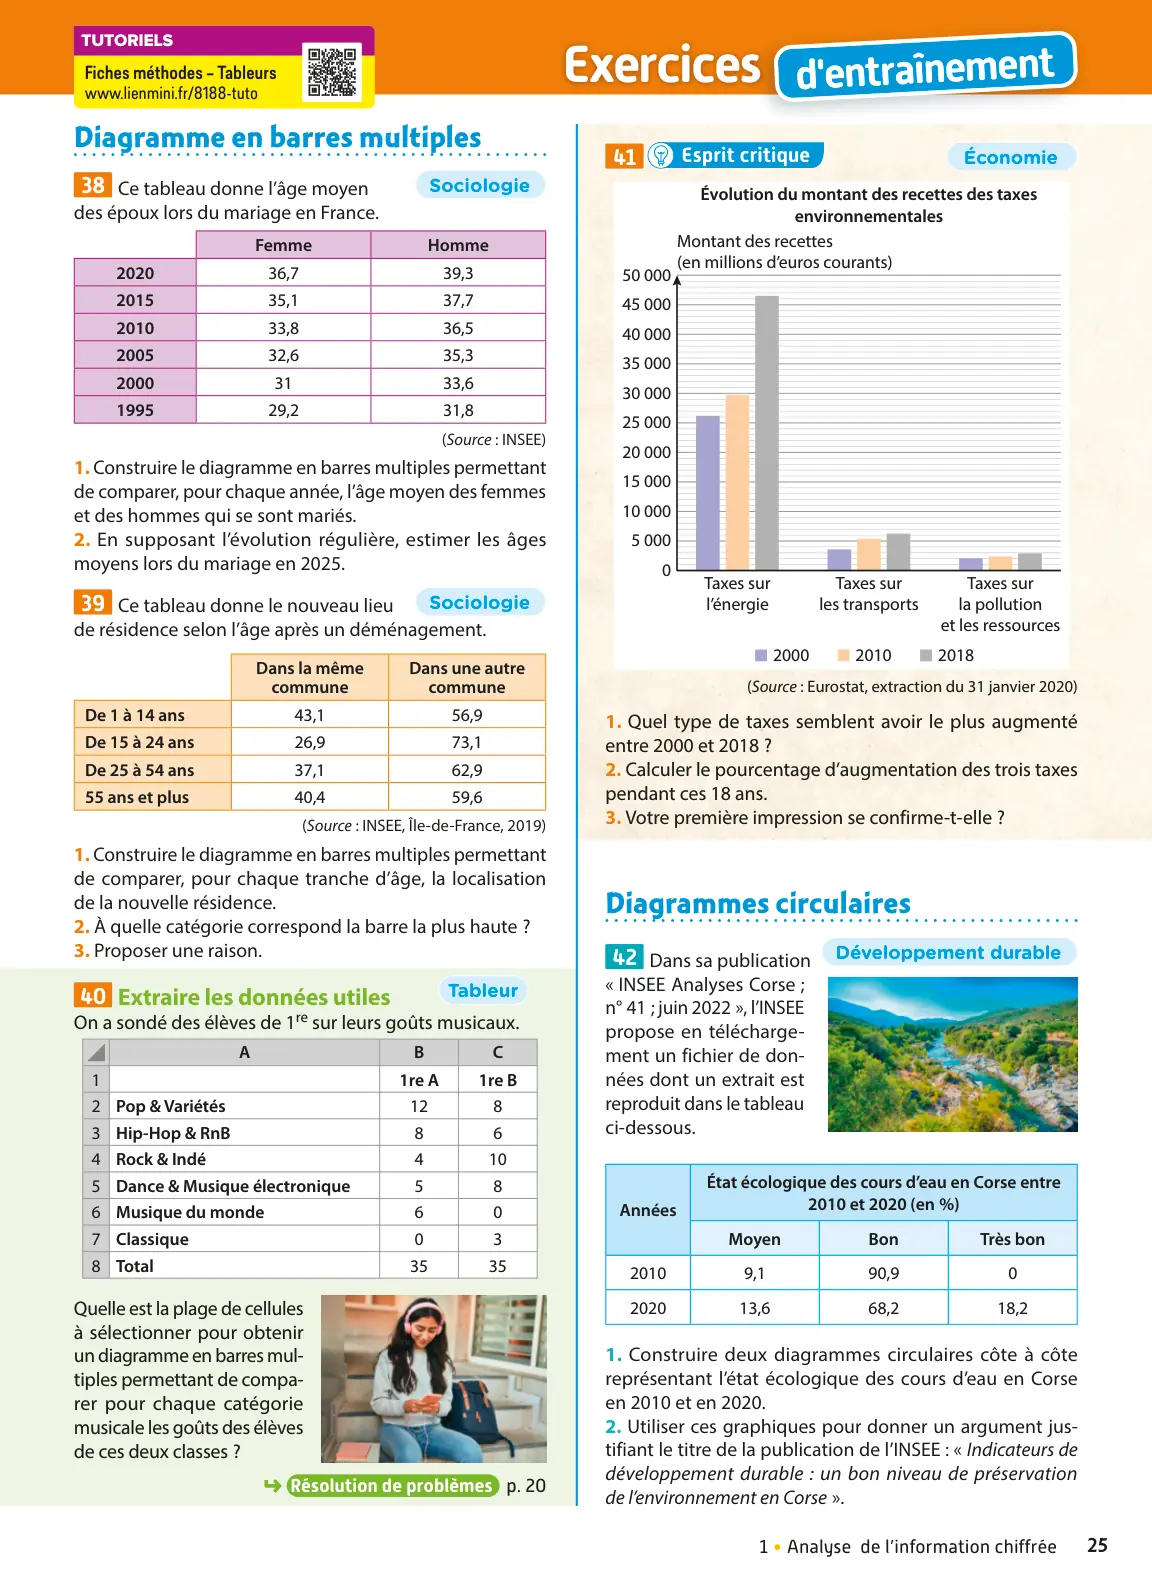 TUTORIELS
Fiches méthodes – Tableurs
www.lienmini.fr/8188-tuto
Exercices d'entraînement
Diagramme en barres multiples
38 Ce tableau donne l'âge moyen Sociologie
des époux lors du mariage en France.
Femme Homme
2020 36,7 39,3
2015 35,1 37,7
2010 33,8 36,5
2005 32,6 35,3
2000 31 33,6
1995 29,2 31,8
(Source : INSEE)
1. Construire le diagramme en barres multiples permettant
de comparer, pour chaque année, l'âge moyen des femmes
et des hommes qui se sont mariés.
2. En supposant l'évolution régulière, estimer les âges
moyens lors du mariage en 2025.
39 Ce tableau donne le nouveau lieu Sociologie
de résidence selon l'âge après un déménagement.
Dans la même Dans une autre
commune commune
De 1 à 14 ans 43,1 56,9
De 15 à 24 ans 26,9 73,1
De 25 à 54 ans 37,1 62,9
55 ans et plus 40,4 59,6
(Source : INSEE, Île-de-France, 2019)
1. Construire le diagramme en barres multiples permettant
de comparer, pour chaque tranche d'âge, la localisation
de la nouvelle résidence.
2. À quelle catégorie correspond la barre la plus haute ?
3. Proposer une raison.
40 Extraire les données utiles Tableur
On a sondé des élèves de 1re sur leurs goûts musicaux.
A B C
1 1re A 1re B
2 Pop & Variétés 12 8
3 Hip-Hop & RnB 8 6
4 Rock & Indé 4 10
5 Dance & Musique électronique 5 8
6 Musique du monde 6 0
7 Classique 0 3
8 Total 35 35
Quelle est la plage de cellules
à sélectionner pour obtenir
un diagramme en barres mul-
tiples permettant de compa-
rer pour chaque catégorie
musicale les goûts des élèves
de ces deux classes ?
↪ Résolution de problèmes p. 20
41 Esprit critique Économie
Évolution du montant des recettes des taxes
environnementales
Montant des recettes
(en millions d'euros courants)
50 000
45 000
40 000
35 000
30 000
25 000
20 000
15 000
10 000
5 000
0
Taxes sur Taxes sur Taxes sur
l'énergie les transports la pollution
et les ressources
2000 2010 2018
(Source : Eurostat, extraction du 31 janvier 2020)
1. Quel type de taxes semblent avoir le plus augmenté
entre 2000 et 2018 ?
2. Calculer le pourcentage d'augmentation des trois taxes
pendant ces 18 ans.
3. Votre première impression se confirme-t-elle ?
Diagrammes circulaires
42 Dans sa publication Développement durable
« INSEE Analyses Corse ;
n° 41 ; juin 2022 », l'INSEE
propose en télécharge-
ment un fichier de don-
nées dont un extrait est
reproduit dans le tableau
ci-dessous.
Années État écologique des cours d'eau en Corse entre
2010 et 2020 (en %)
Moyen Bon Très bon
2010 9,1 90,9 0
2020 13,6 68,2 18,2
1. Construire deux diagrammes circulaires côte à côte
représentant l'état écologique des cours d'eau en Corse
en 2010 et en 2020.
2. Utiliser ces graphiques pour donner un argument jus-
tifiant le titre de la publication de l'INSEE : « Indicateurs de
développement durable : un bon niveau de préservation
de l'environnement en Corse ».
1 • Analyse de l'information chiffrée 25